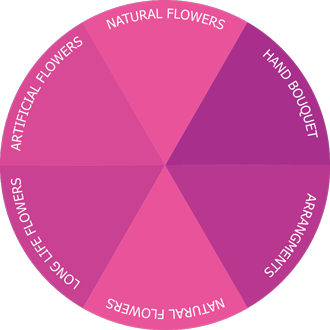 NATURAL FLOWERS
HAND BOUQUET
ARRANGMENTS
NATURAL FLOWERS
LONG LIFE FLOWERS
ARTIFICIAL FLOWERS